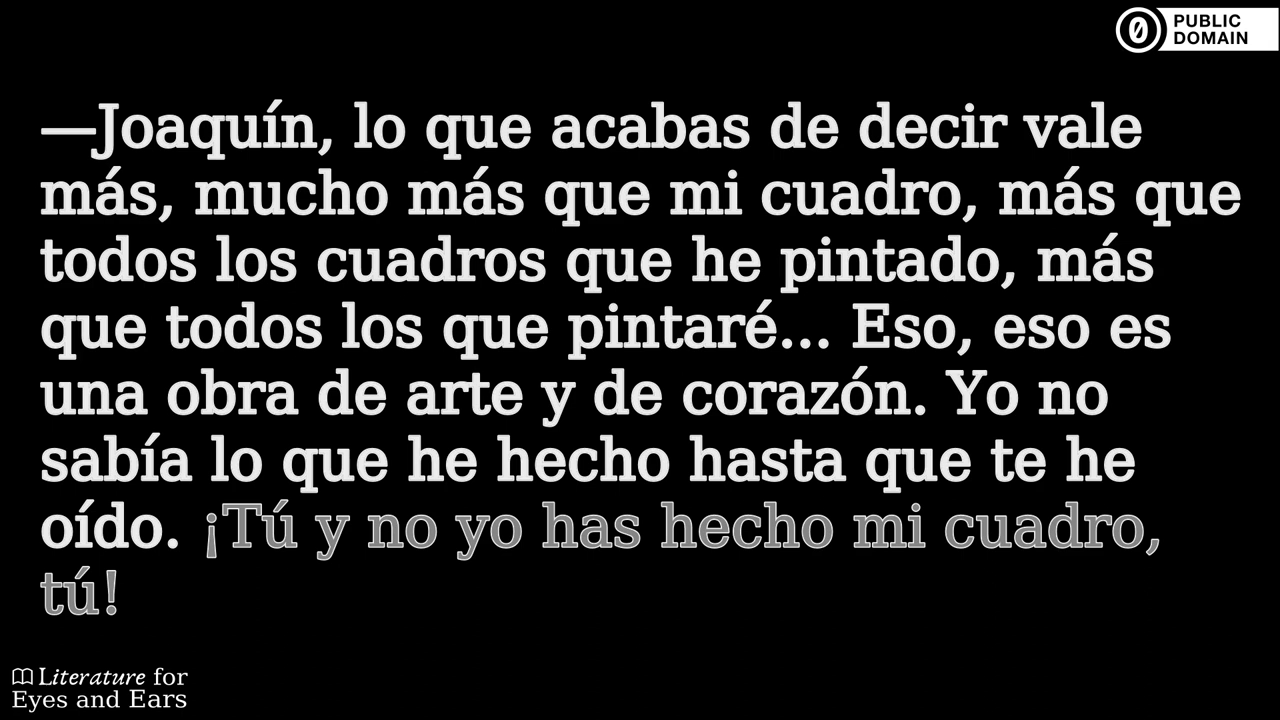 PUBLIC
DOMAIN
—Joaquín, lo que acabas de decir vale
más, mucho más que mi cuadro, más que
todos los cuadros que he pintado, más
que todos los que pintaré... Eso, eso es
una obra de arte y de corazón. Yo no
sabía lo que he hecho hasta que te he
oído. ¡Tú y no yo has hecho mi cuadro,
tú!
Literature for
Eyes and Ears